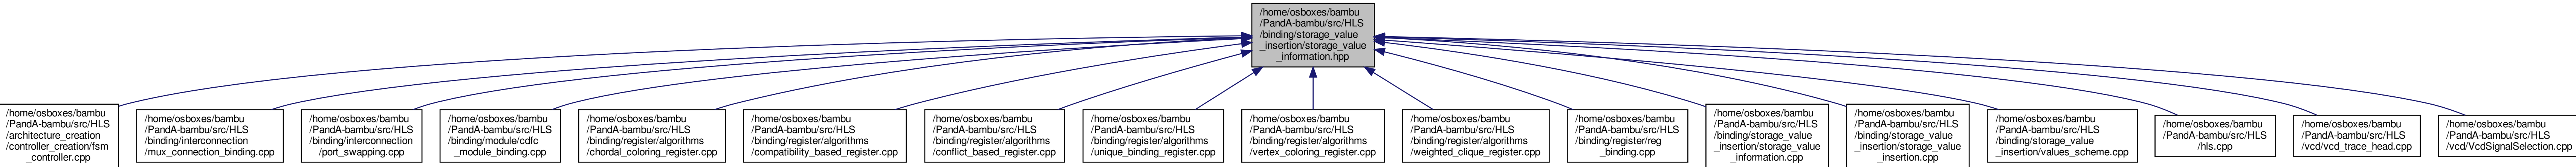 /home/osboxes/bambu
/PandA-bambu/src/HLS
/binding/storage_value
_insertion/storage_value
_information.hpp
/home/osboxes/bambu
/PandA-bambu/src/HLS
/architecture_creation
/controller_creation/fsm
_controller.cpp
/home/osboxes/bambu
/PandA-bambu/src/HLS
/binding/interconnection
/mux_connection_binding.cpp
/home/osboxes/bambu
/PandA-bambu/src/HLS
/binding/interconnection
/port_swapping.cpp
/home/osboxes/bambu
/PandA-bambu/src/HLS
/binding/module/cdfc
_module_binding.cpp
/home/osboxes/bambu
/PandA-bambu/src/HLS
/binding/register/algorithms
/chordal_coloring_register.cpp
/home/osboxes/bambu
/PandA-bambu/src/HLS
/binding/register/algorithms
/compatibility_based_register.cpp
/home/osboxes/bambu
/PandA-bambu/src/HLS
/binding/register/algorithms
/conflict_based_register.cpp
/home/osboxes/bambu
/PandA-bambu/src/HLS
/binding/register/algorithms
/unique_binding_register.cpp
/home/osboxes/bambu
/PandA-bambu/src/HLS
/binding/register/algorithms
/vertex_coloring_register.cpp
/home/osboxes/bambu
/PandA-bambu/src/HLS
/binding/register/algorithms
/weighted_clique_register.cpp
/home/osboxes/bambu
/PandA-bambu/src/HLS
/binding/register/reg
_binding.cpp
/home/osboxes/bambu
/PandA-bambu/src/HLS
/binding/storage_value
_insertion/storage_value
_information.cpp
/home/osboxes/bambu
/PandA-bambu/src/HLS
/binding/storage_value
_insertion/storage_value
_insertion.cpp
/home/osboxes/bambu
/PandA-bambu/src/HLS
/binding/storage_value
_insertion/values_scheme.cpp
/home/osboxes/bambu
/PandA-bambu/src/HLS
/hls.cpp
/home/osboxes/bambu
/PandA-bambu/src/HLS
/vcd/vcd_trace_head.cpp
/home/osboxes/bambu
/PandA-bambu/src/HLS
/vcd/VcdSignalSelection.cpp